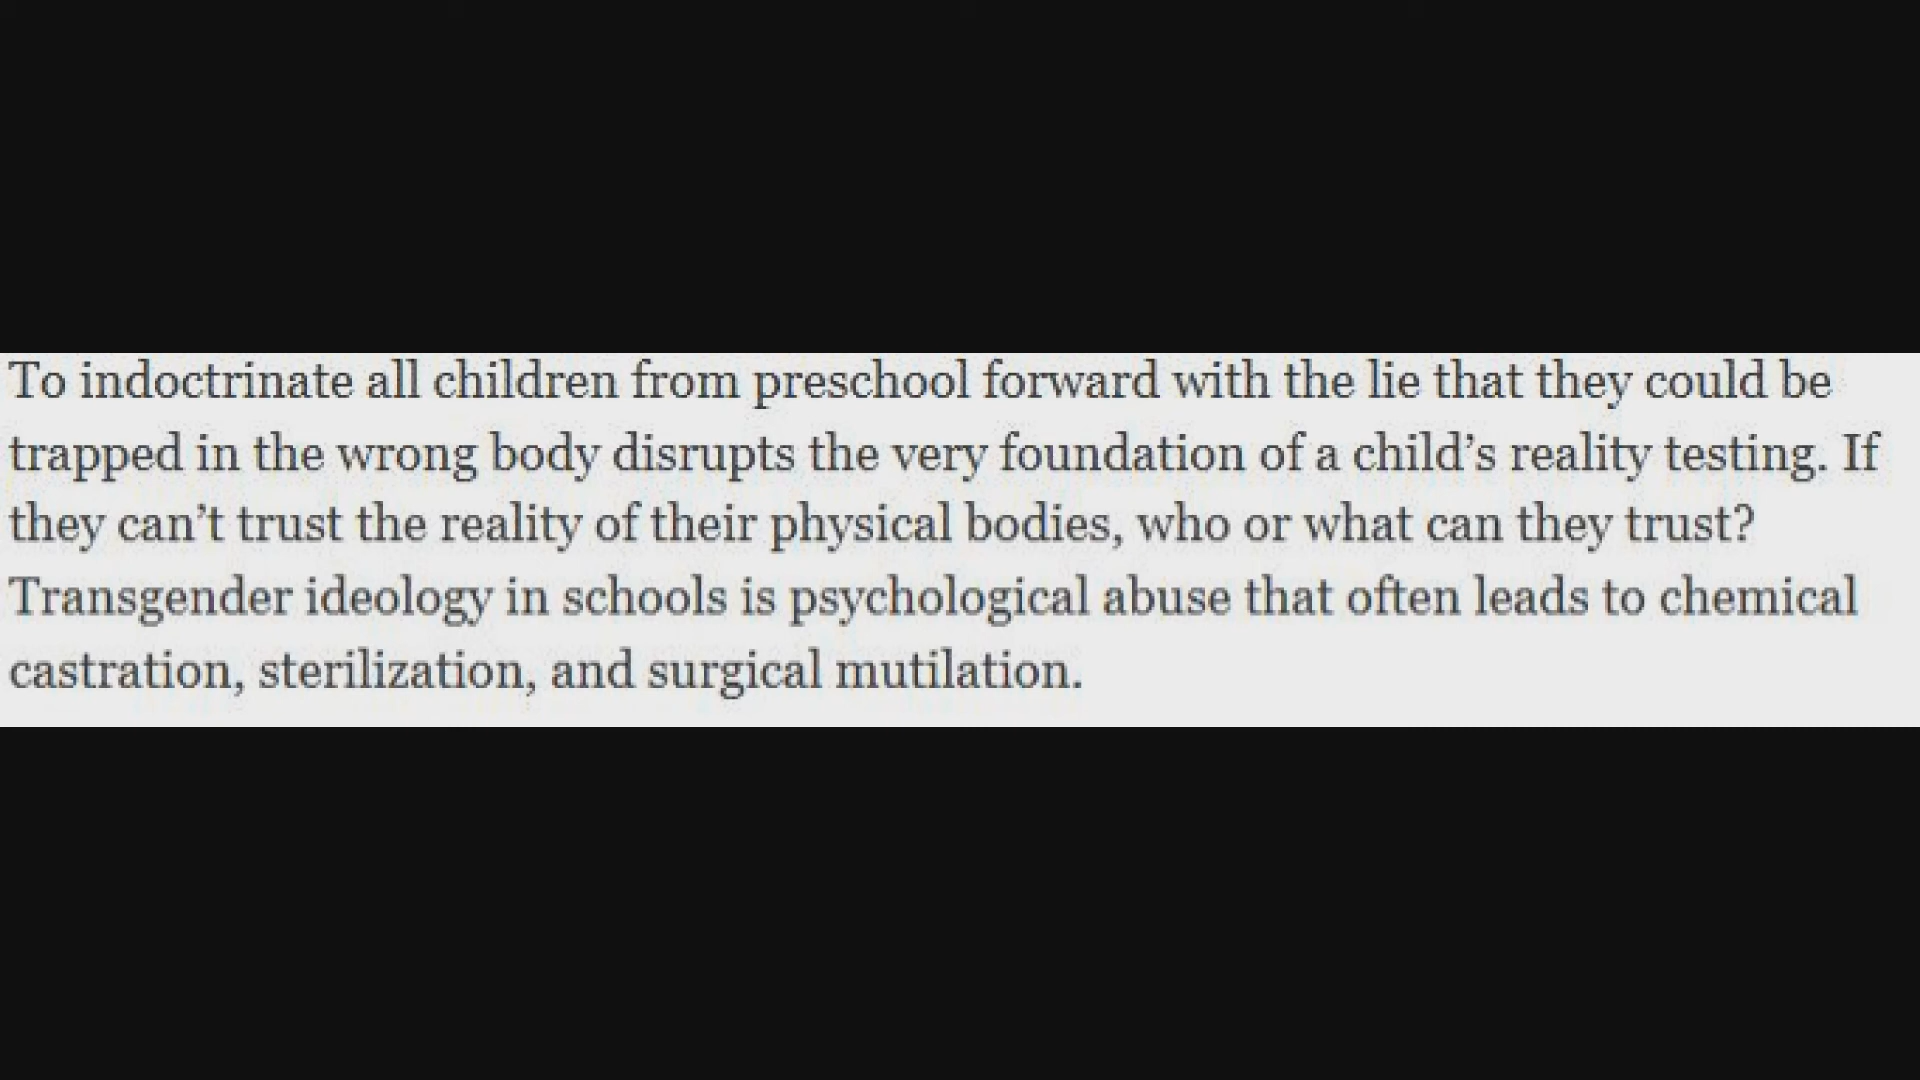 To indoctrinate all children from preschool forward with the lie that they could be
trapped in the wrong body disrupts the very foundation of a child’s reality testing. If
they can’t trust the reality of their physical bodies, who or what can they trust?
Transgender ideology in schools is psychological abuse that often leads to chemical
castration, sterilization, and surgical mutilation.